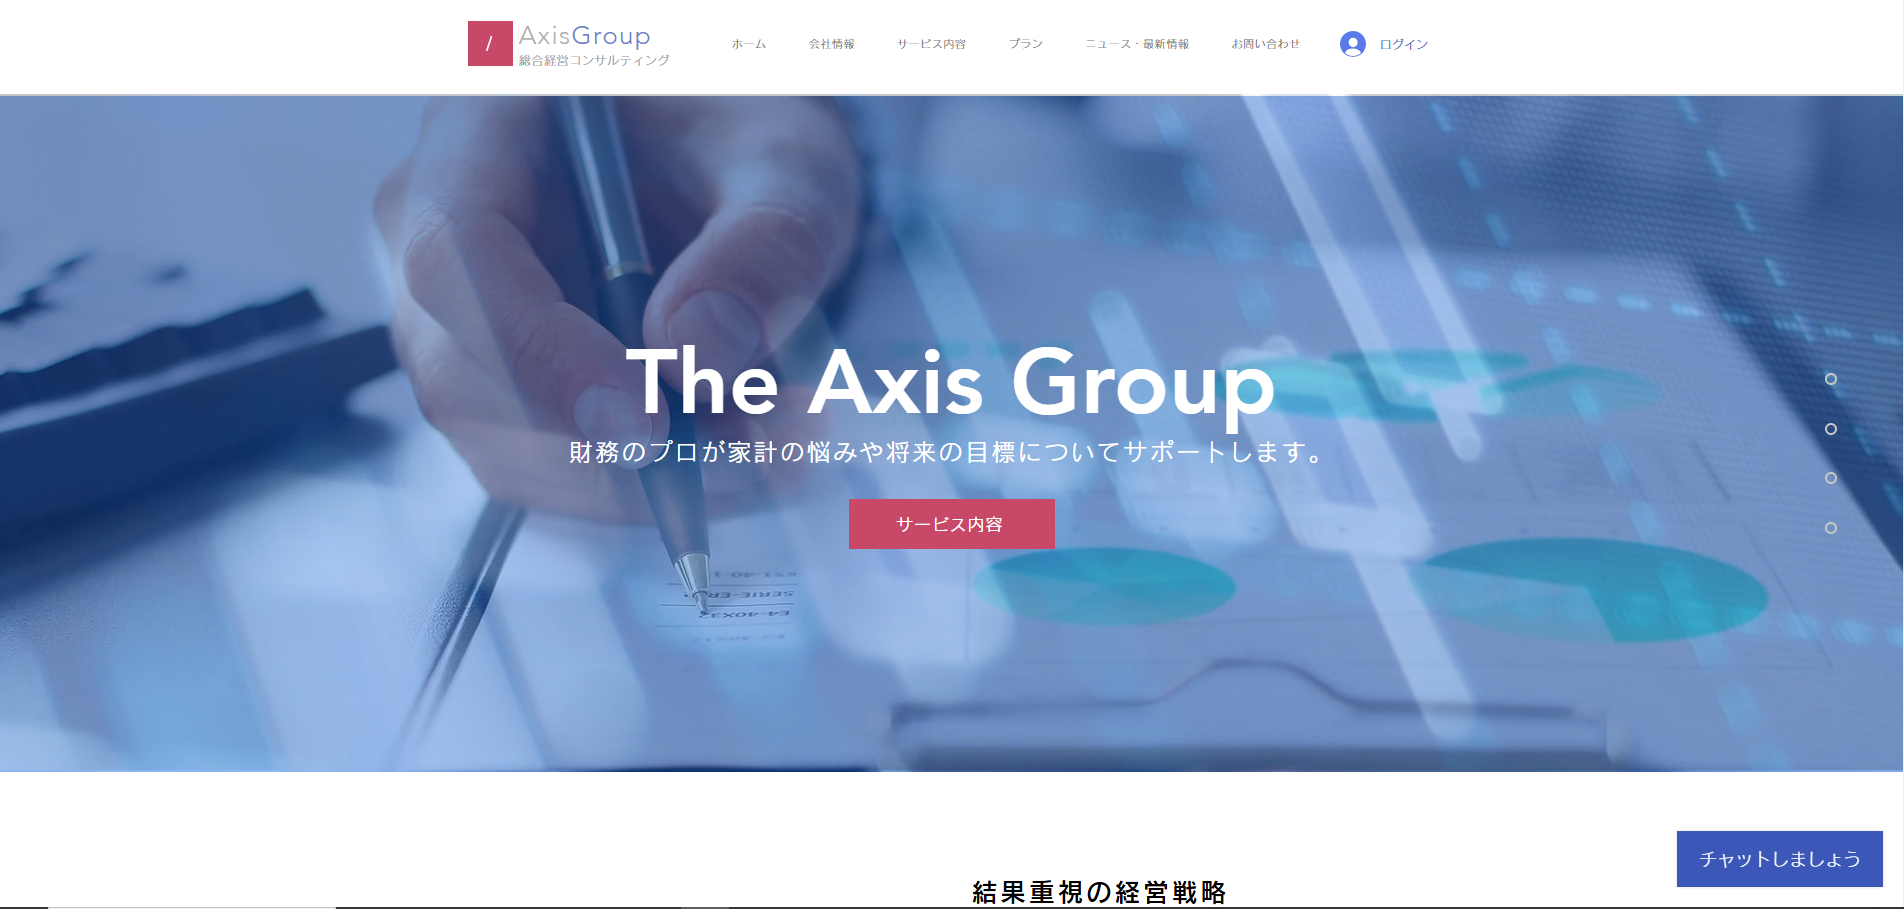 /
AxisGroup
総合経営コンサルティング
ホーム
会社情報
サービス内容
プラン
ニュース・最新情報
お問い合わせ
ログイン
The Axis Group
財務のプロが家計の悩みや将来の目標についてサポートします。
サービス内容
チャットしましょう
結果重視の経営戦略